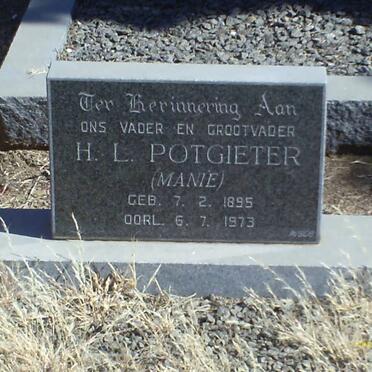 Ter Herinnering Aan
ONS VADER EN GROOTVADER
H. L. POTGIETER
(MANIE)
GEB. 7. 2. 1895
OORL. 6. 7. 1973